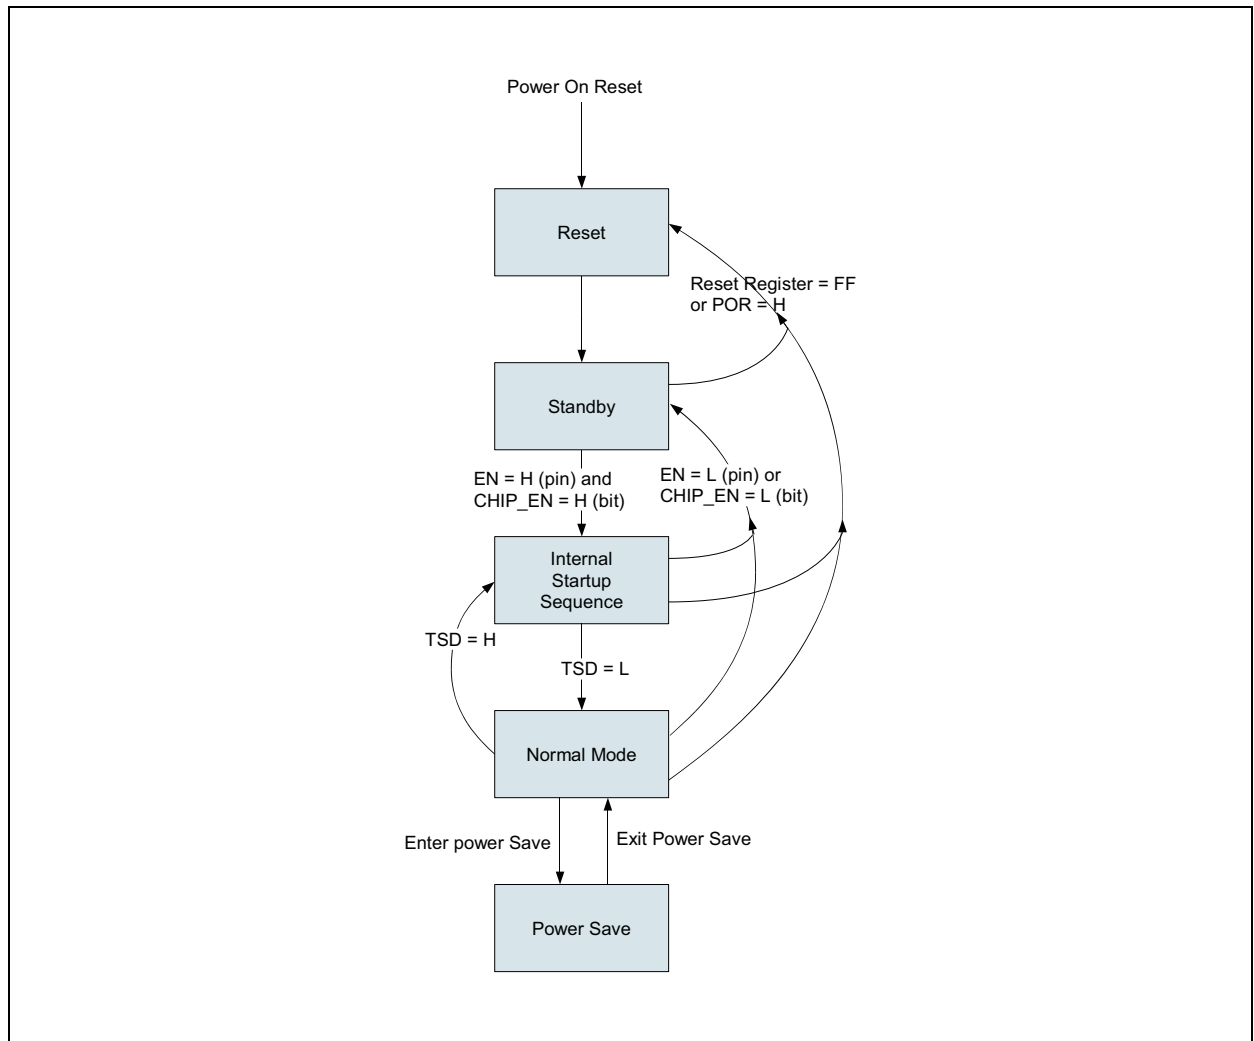 Power On Reset
Reset
Reset Register = FF
or POR = H
Standby
EN = H (pin) and
CHIP_EN = H (bit)
EN = L (pin) or
CHIP_EN = L (bit)
Internal
Startup
Sequence
TSD = H
TSD = L
Normal Mode
Enter power Save
Exit Power Save
Power Save